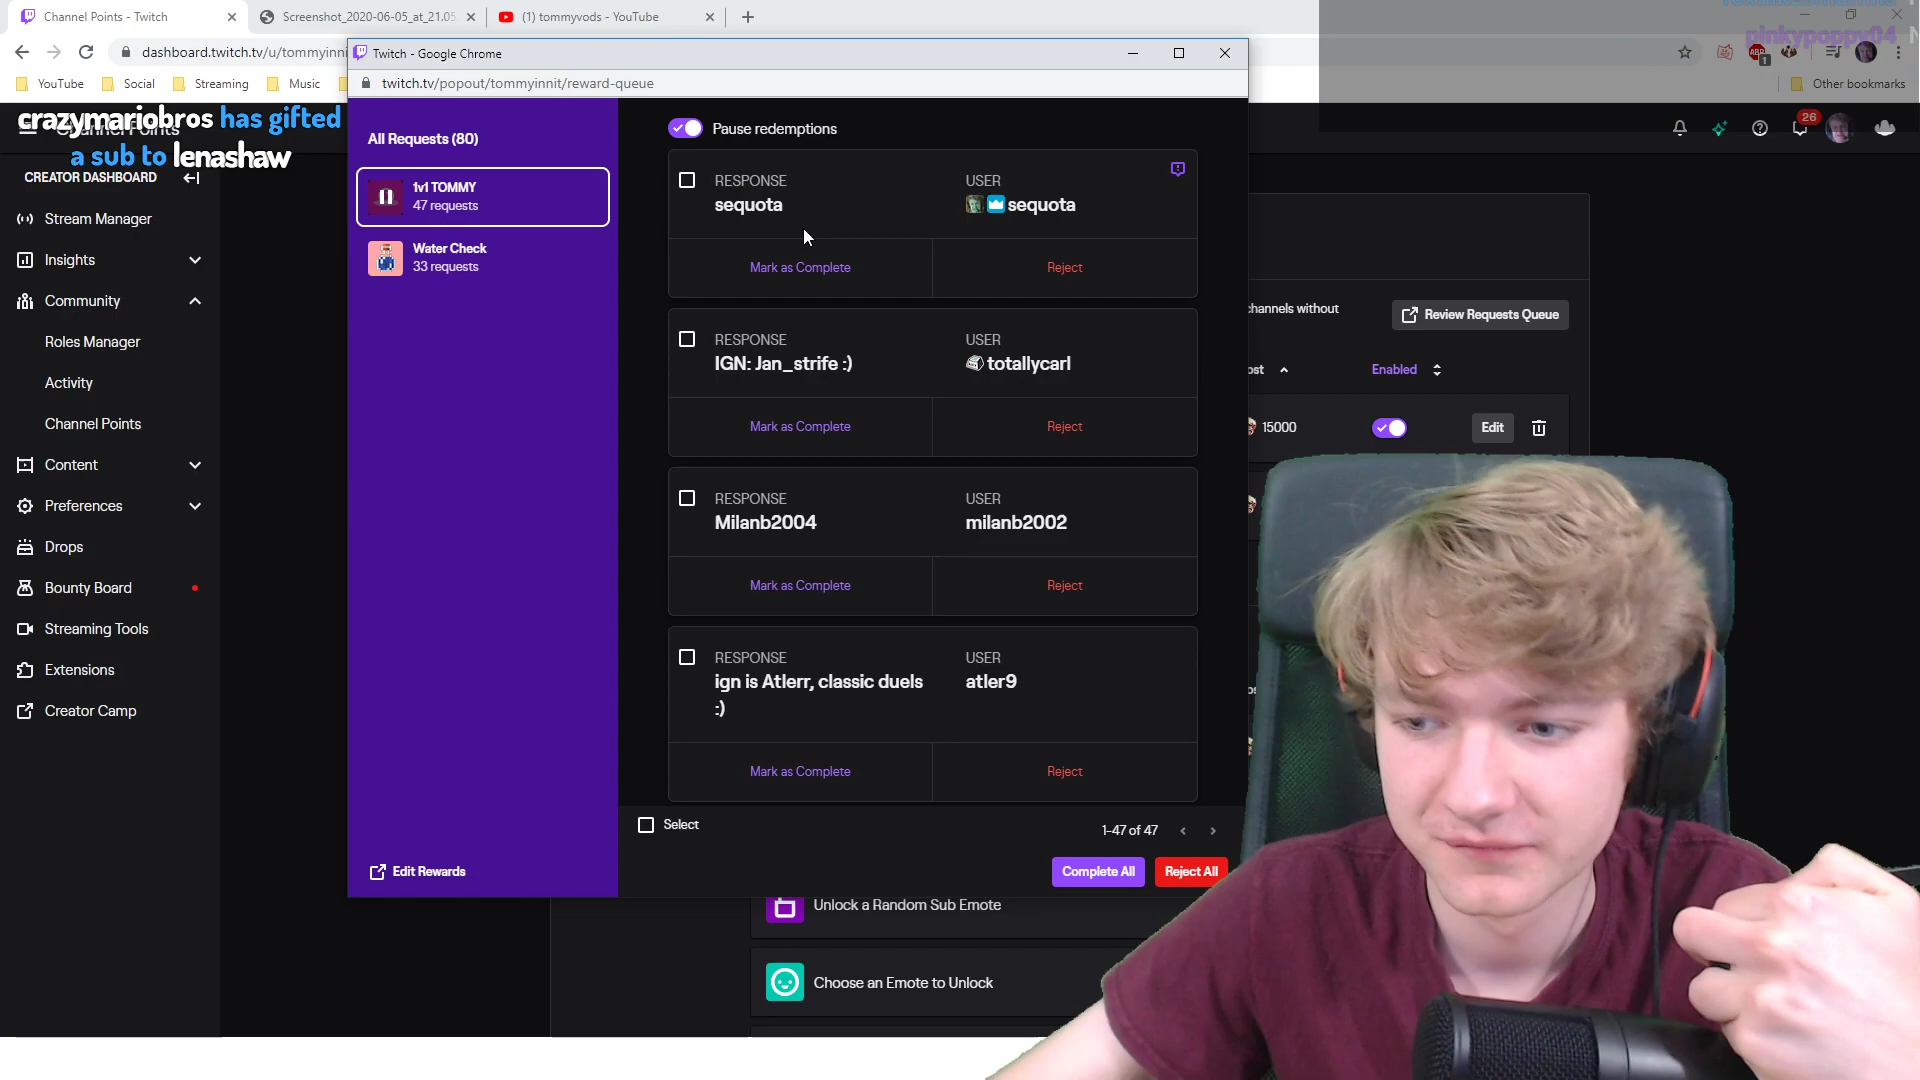 Channel Points - Twitch
Screenshot_2020-06-05_at_21.05.
(1) tommyvods - YouTube
dashboard.twitch.tv/u/tommyinni
Twitch - Google Chrome
twitch.tv/popout/tommyinnit/reward-queue
pinkypoppy04
YouTube
Social
Streaming
Music
Other bookmarks
crazymariobros has gifted
a sub to lenashaw
Channel Points
26
CREATOR DASHBOARD
Stream Manager
Insights
Community
Roles Manager
Activity
Channel Points
Content
Preferences
Drops
Bounty Board
Streaming Tools
Extensions
Creator Camp
All Requests (80)
1v1 TOMMY
47 requests
Water Check
33 requests
Edit Rewards
Pause redemptions
RESPONSE USER
sequota sequota
Mark as Complete Reject
RESPONSE USER
IGN: Jan_strife :) totallycarl
Mark as Complete Reject
RESPONSE USER
Milanb2004 milanb2002
Mark as Complete Reject
RESPONSE USER
ign is Atlerr, classic duels atler9
:)
Mark as Complete Reject
Select
1-47 of 47
Complete All Reject All
channels without
Review Requests Queue
ost Enabled
15000 Edit
Unlock a Random Sub Emote
Choose an Emote to Unlock